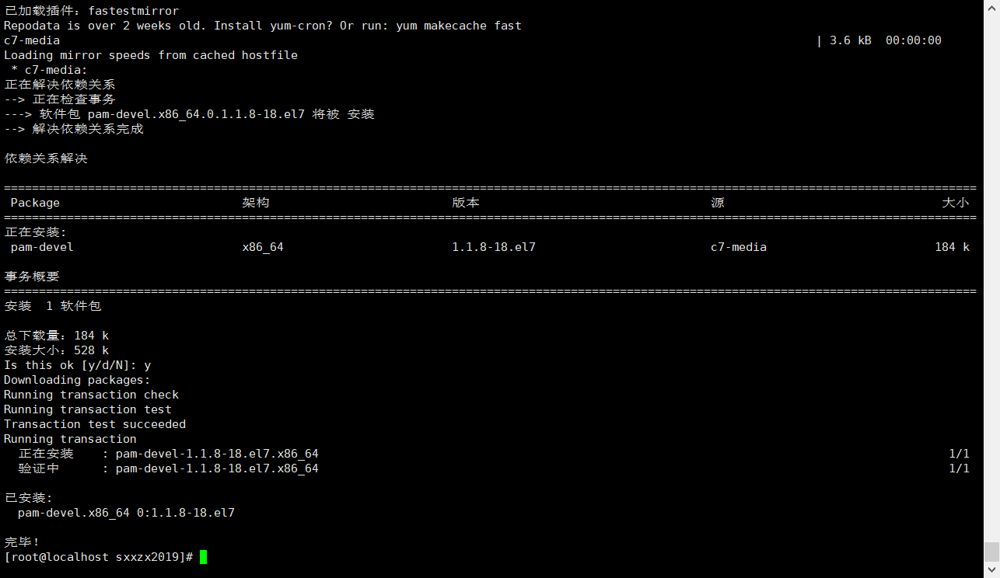 已加载插件：fastestmirror
Repodata is over 2 weeks old. Install yum-cron? Or run: yum makecache fast
c7-media | 3.6 kB 00:00:00
Loading mirror speeds from cached hostfile
* c7-media:
正在解决依赖关系
--> 正在检查事务
---> 软件包 pam-devel.x86_64.0.1.1.8-18.el7 将被 安装
--> 解决依赖关系完成
依赖关系解决
================================================================================
Package 架构 版本 源 大小
================================================================================
正在安装:
pam-devel x86_64 1.1.8-18.el7 c7-media 184 k
事务概要
================================================================================
安装 1 软件包
总下载量：184 k
安装大小：528 k
Is this ok [y/d/N]: y
Downloading packages:
Running transaction check
Running transaction test
Transaction test succeeded
Running transaction
正在安装 : pam-devel-1.1.8-18.el7.x86_64 1/1
验证中 : pam-devel-1.1.8-18.el7.x86_64 1/1
已安装:
pam-devel.x86_64 0:1.1.8-18.el7
完毕！
[root@localhost sxxzx2019]#